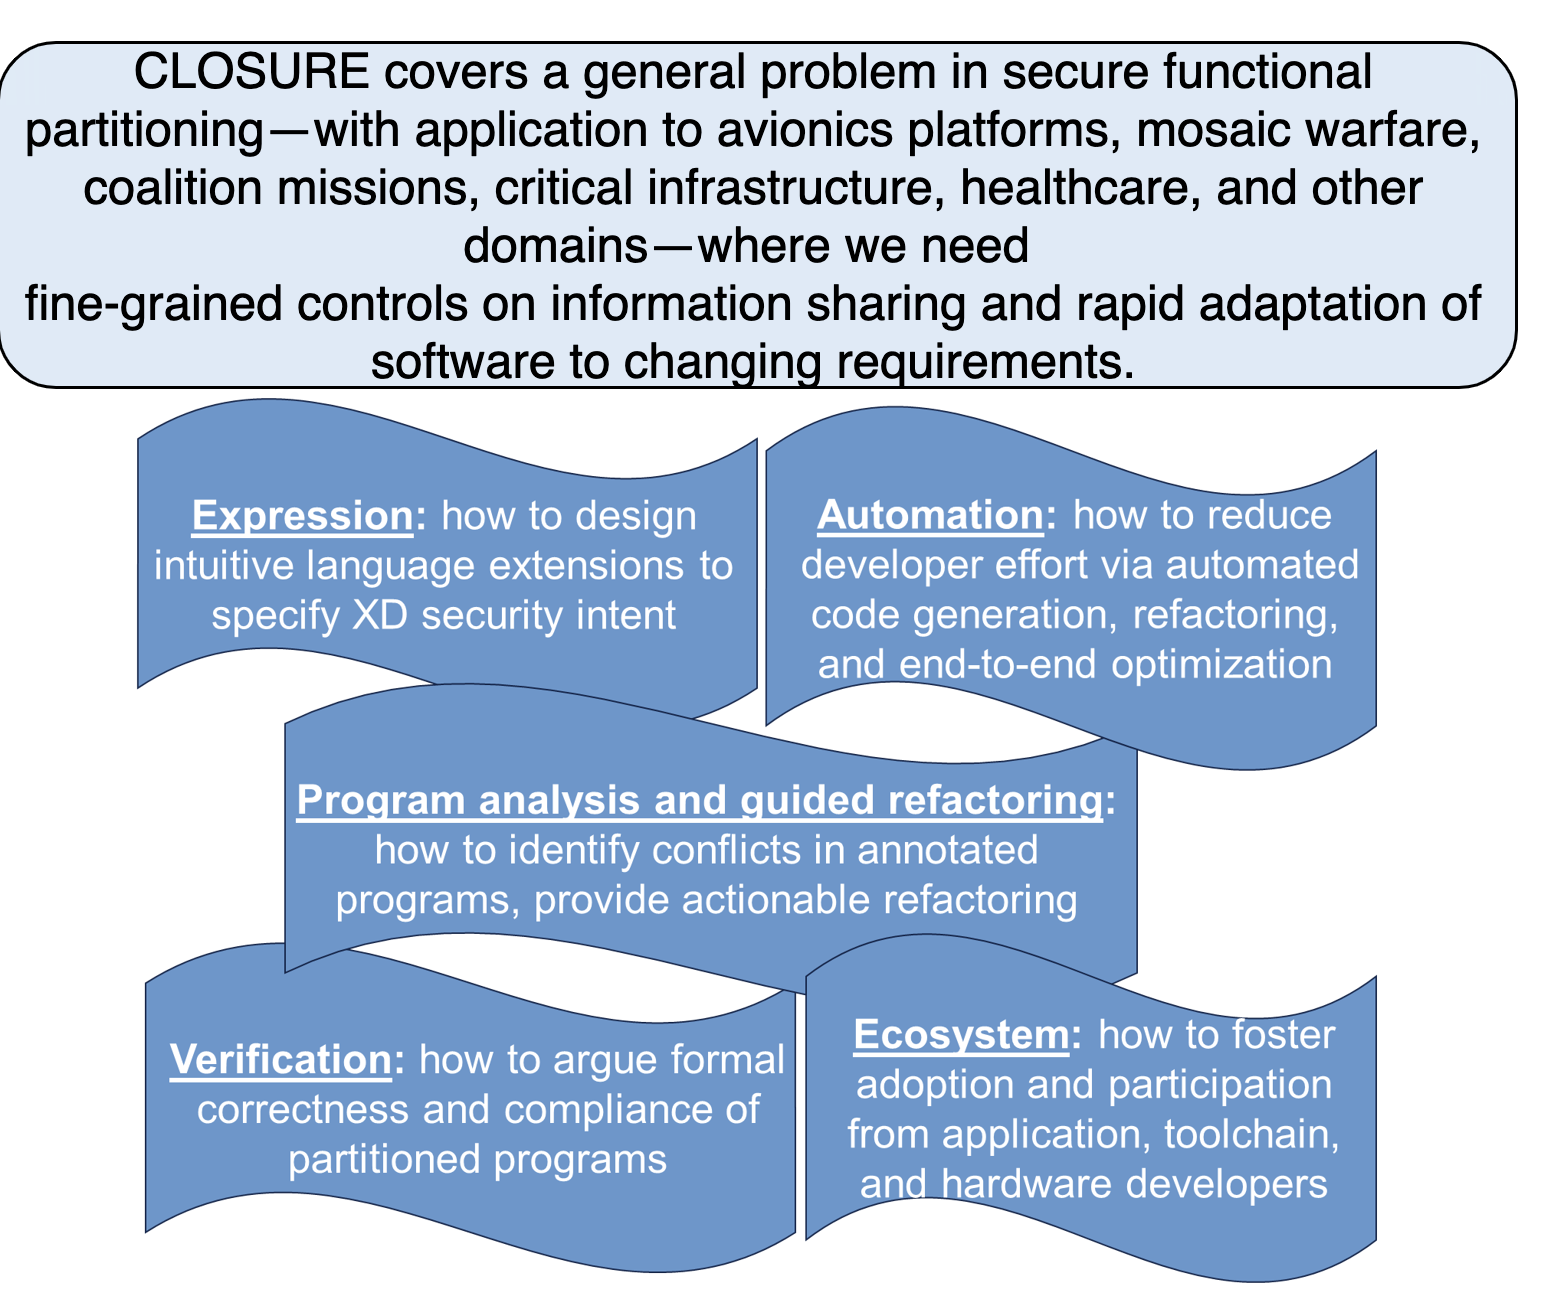 CLOSURE covers a general problem in secure functional
partitioning—with application to avionics platforms, mosaic warfare,
coalition missions, critical infrastructure, healthcare, and other
domains—where we need
fine-grained controls on information sharing and rapid adaptation of
software to changing requirements.
Expression: how to design
intuitive language extensions to
specify XD security intent
Automation: how to reduce
developer effort via automated
code generation, refactoring,
and end-to-end optimization
Program analysis and guided refactoring:
how to identify conflicts in annotated
programs, provide actionable refactoring
Verification: how to argue formal
correctness and compliance of
partitioned programs
Ecosystem: how to foster
adoption and participation
from application, toolchain,
and hardware developers